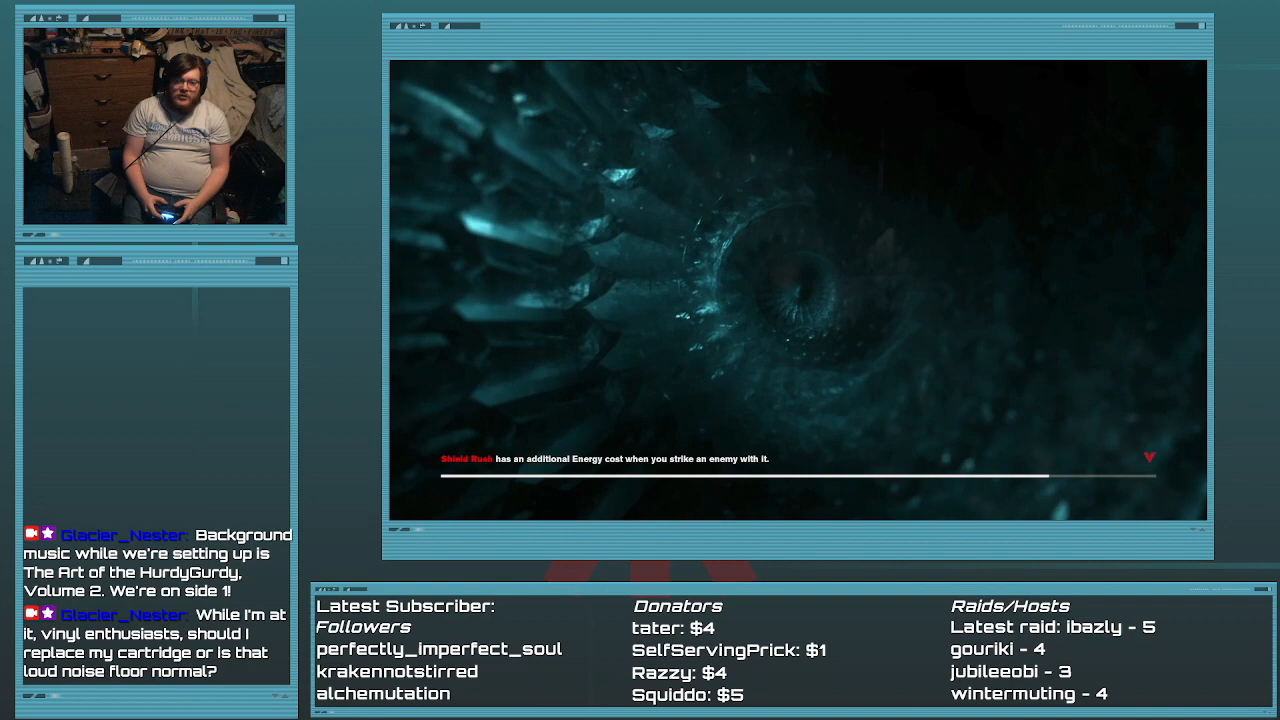 Shield Rush has an additional Energy cost when you strike an enemy with it.
Glacier_Nester: Background
music while we're setting up is
The Art of the HurdyGurdy,
Volume 2. We're on side 1!
Glacier_Nester: While I'm at
it, vinyl enthusiasts, should I
replace my cartridge or is that
loud noise floor normal?
Latest Subscriber:
Followers
perfectly_imperfect_soul
krakennotstirred
alchemutation
Donators
tater: $4
SelfServingPrick: $1
Razzy: $4
Squiddo: $5
Raids/Hosts
Latest raid: ibazly - 5
gouriki - 4
jubileeobi - 3
wintermuting - 4